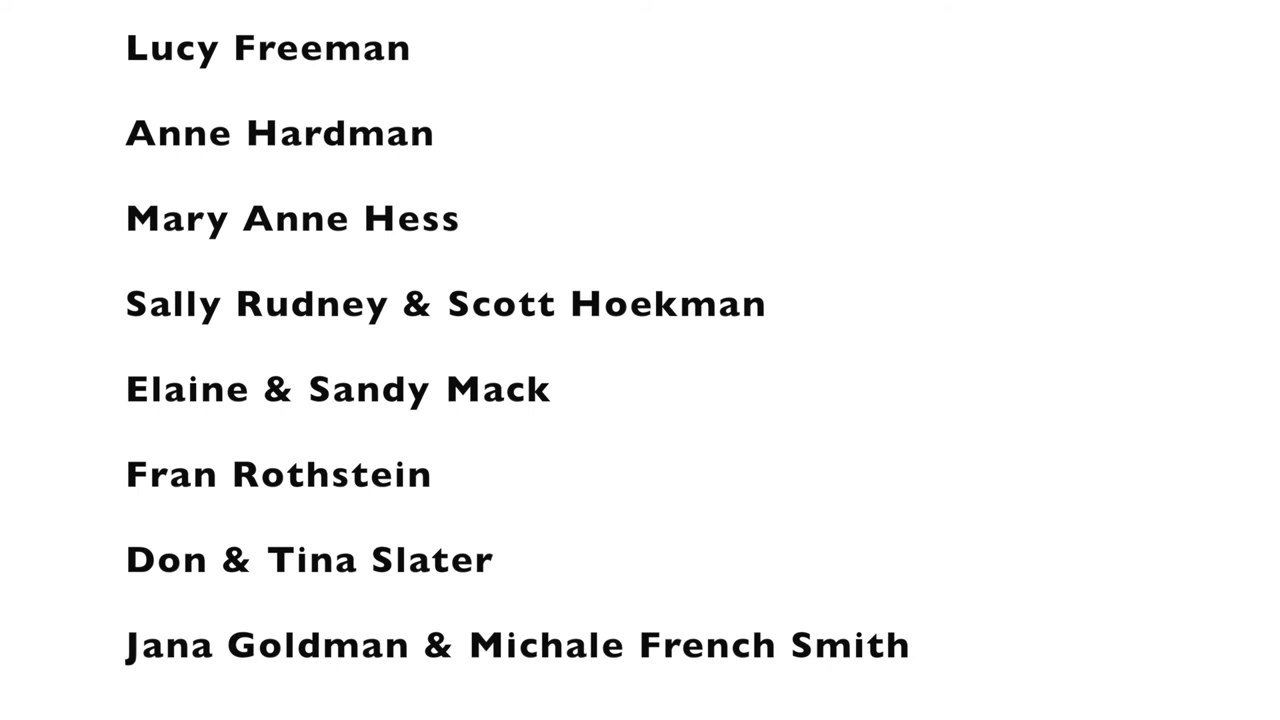 Lucy Freeman
Anne Hardman
Mary Anne Hess
Sally Rudney & Scott Hoekman
Elaine & Sandy Mack
Fran Rothstein
Don & Tina Slater
Jana Goldman & Michale French Smith